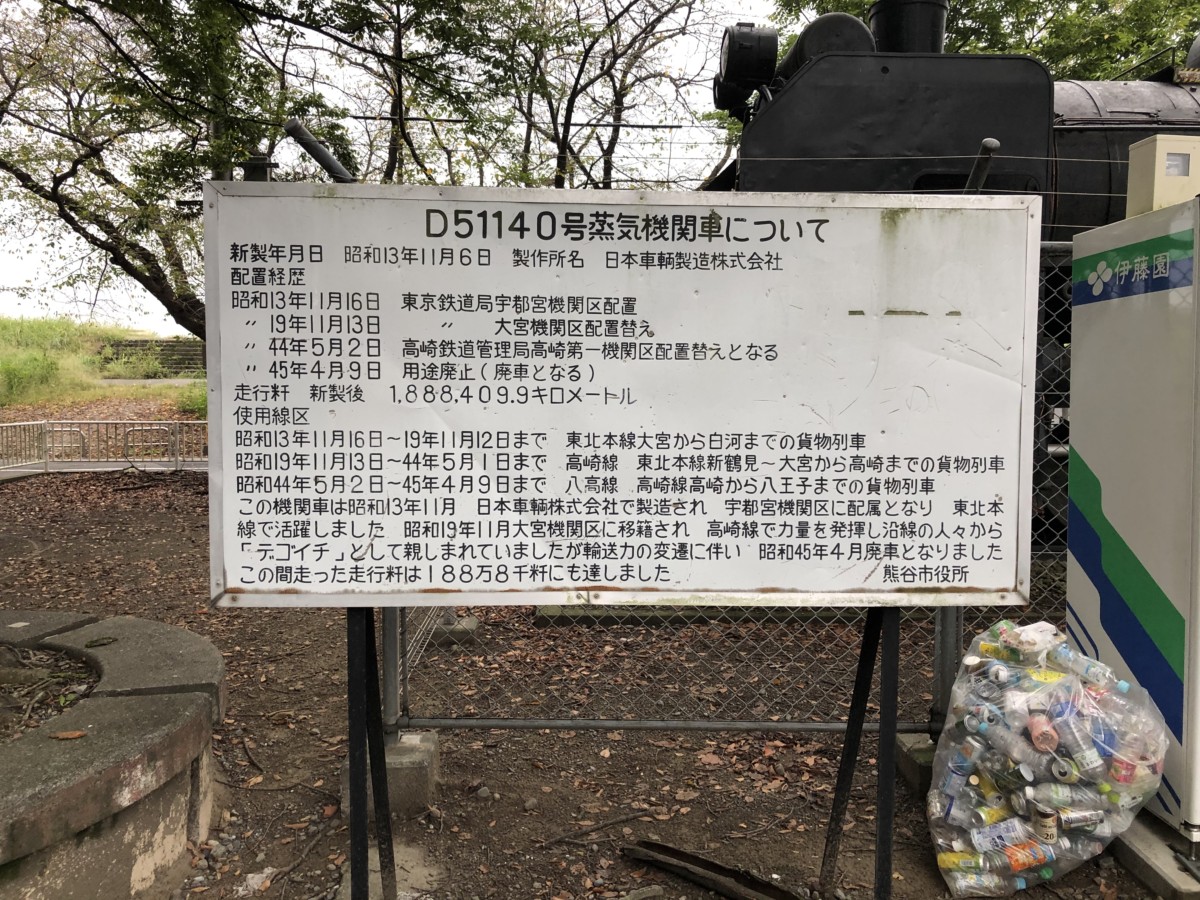 D51140号蒸気機関車について
新製年月日 昭和13年11月6日 製作所名 日本車輌製造株式会社
配置経歴
昭和13年11月16日 東京鉄道局宇都宮機関区配置
〃 19年11月13日 〃 大宮機関区配置替え
〃 44年5月2日 高崎鉄道管理局高崎第一機関区配置替えとなる
〃 45年4月9日 用途廃止(廃車となる)
走行粁 新製後 1,888,409.9キロメートル
使用線区
昭和13年11月16日~19年11月12日まで 東北本線大宮から白河までの貨物列車
昭和19年11月13日~44年5月1日まで 高崎線 東北本線新鶴見~大宮から高崎までの貨物列車
昭和44年5月2日~45年4月9日まで 八高線 高崎線高崎から八王子までの貨物列車
この機関車は昭和13年11月 日本車輌株式会社で製造され 宇都宮機関区に配属となり 東北本
線で活躍しました 昭和19年11月大宮機関区に移籍され 高崎線で力量を発揮し沿線の人々から
「デコイチ」として親しまれていましたが輸送力の変遷に伴い 昭和45年4月廃車となりました
この間走った走行粁は188万8千粁にも達しました 熊谷市役所
伊藤園